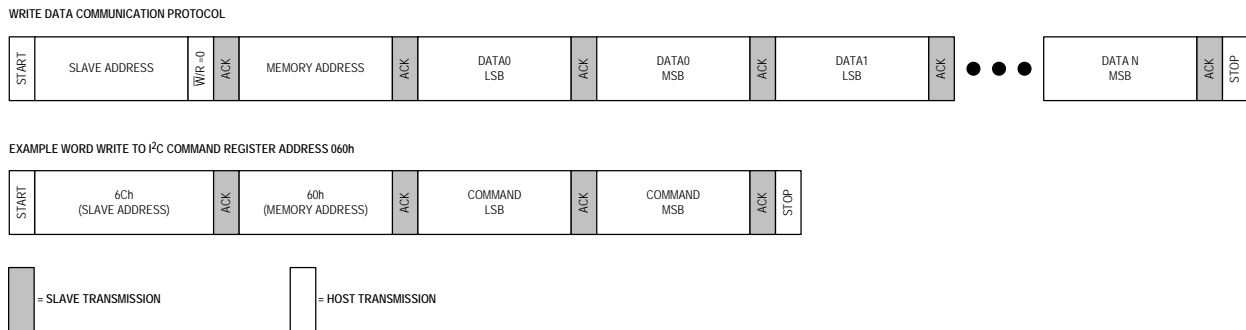 WRITE DATA COMMUNICATION PROTOCOL
START
SLAVE ADDRESS
W̅/R =0
ACK
MEMORY ADDRESS
ACK
DATA0
LSB
ACK
DATA0
MSB
ACK
DATA1
LSB
ACK
DATA N
MSB
ACK
STOP
EXAMPLE WORD WRITE TO I²C COMMAND REGISTER ADDRESS 060h
START
6Ch
(SLAVE ADDRESS)
ACK
60h
(MEMORY ADDRESS)
ACK
COMMAND
LSB
ACK
COMMAND
MSB
ACK
STOP
= SLAVE TRANSMISSION
= HOST TRANSMISSION